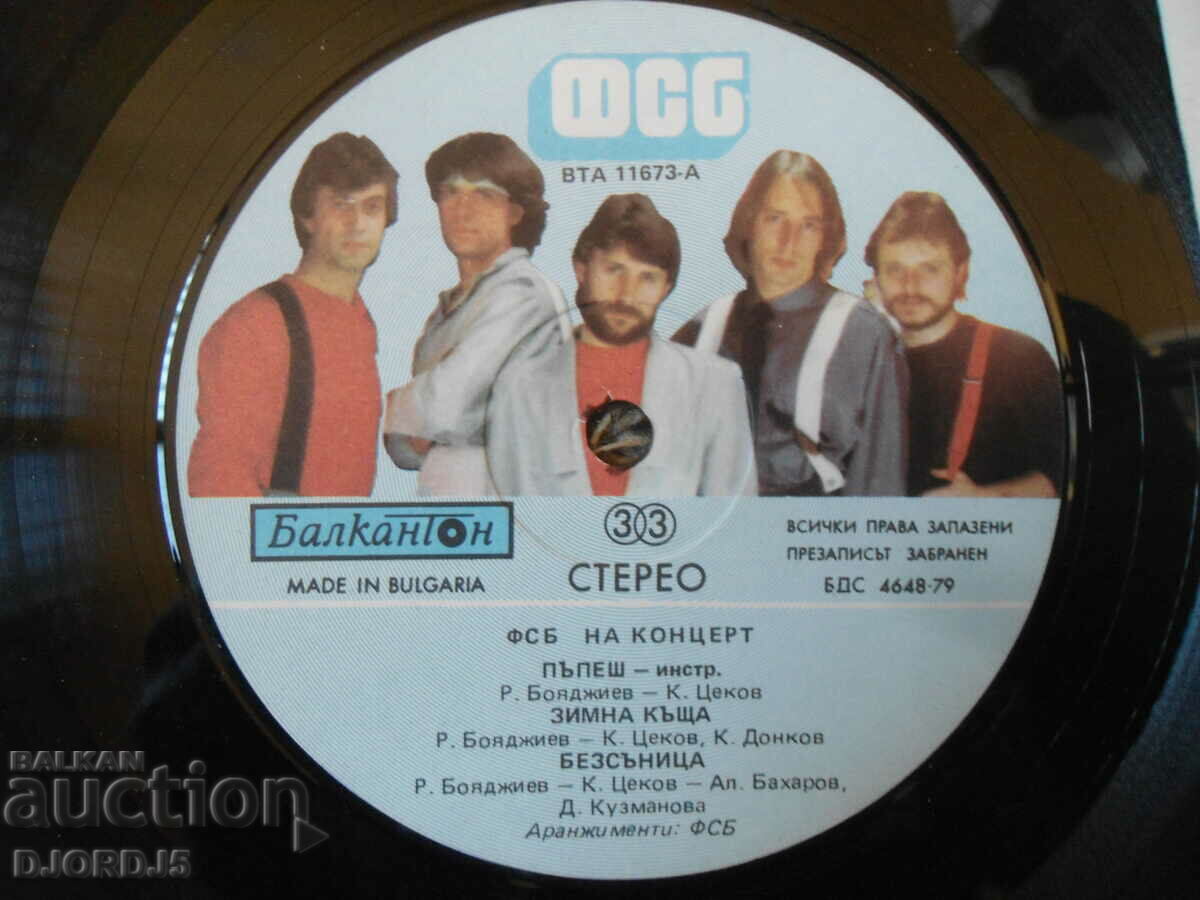 ФСБ
ВТА 11673-А
Балкантон
MADE IN BULGARIA
33
СТЕРЕО
ВСИЧКИ ПРАВА ЗАПАЗЕНИ
ПРЕЗАПИСЪТ ЗАБРАНЕН
БДС 4648-79
ФСБ НА КОНЦЕРТ
ПЪПЕШ — инстр.
Р. Бояджиев — К. Цеков
ЗИМНА КЪЩА
Р. Бояджиев — К. Цеков, К. Донков
БЕЗСЪНИЦА
Р. Бояджиев — К. Цеков — Ал. Бахаров,
Д. Кузманова
Аранжименти: ФСБ
BALKAN
auction
DJORDJ5